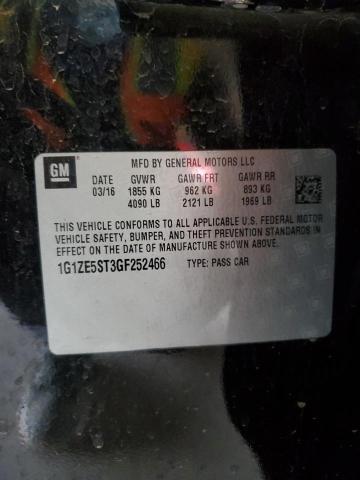 GM
MFD BY GENERAL MOTORS LLC
DATE GVWR GAWR FRT GAWR RR
03/16 1855 KG 962 KG 893 KG
4090 LB 2121 LB 1969 LB
THIS VEHICLE CONFORMS TO ALL APPLICABLE U.S. FEDERAL MOTOR
VEHICLE SAFETY, BUMPER, AND THEFT PREVENTION STANDARDS IN
EFFECT ON THE DATE OF MANUFACTURE SHOWN ABOVE.
1G1ZE5ST3GF252466 TYPE: PASS CAR